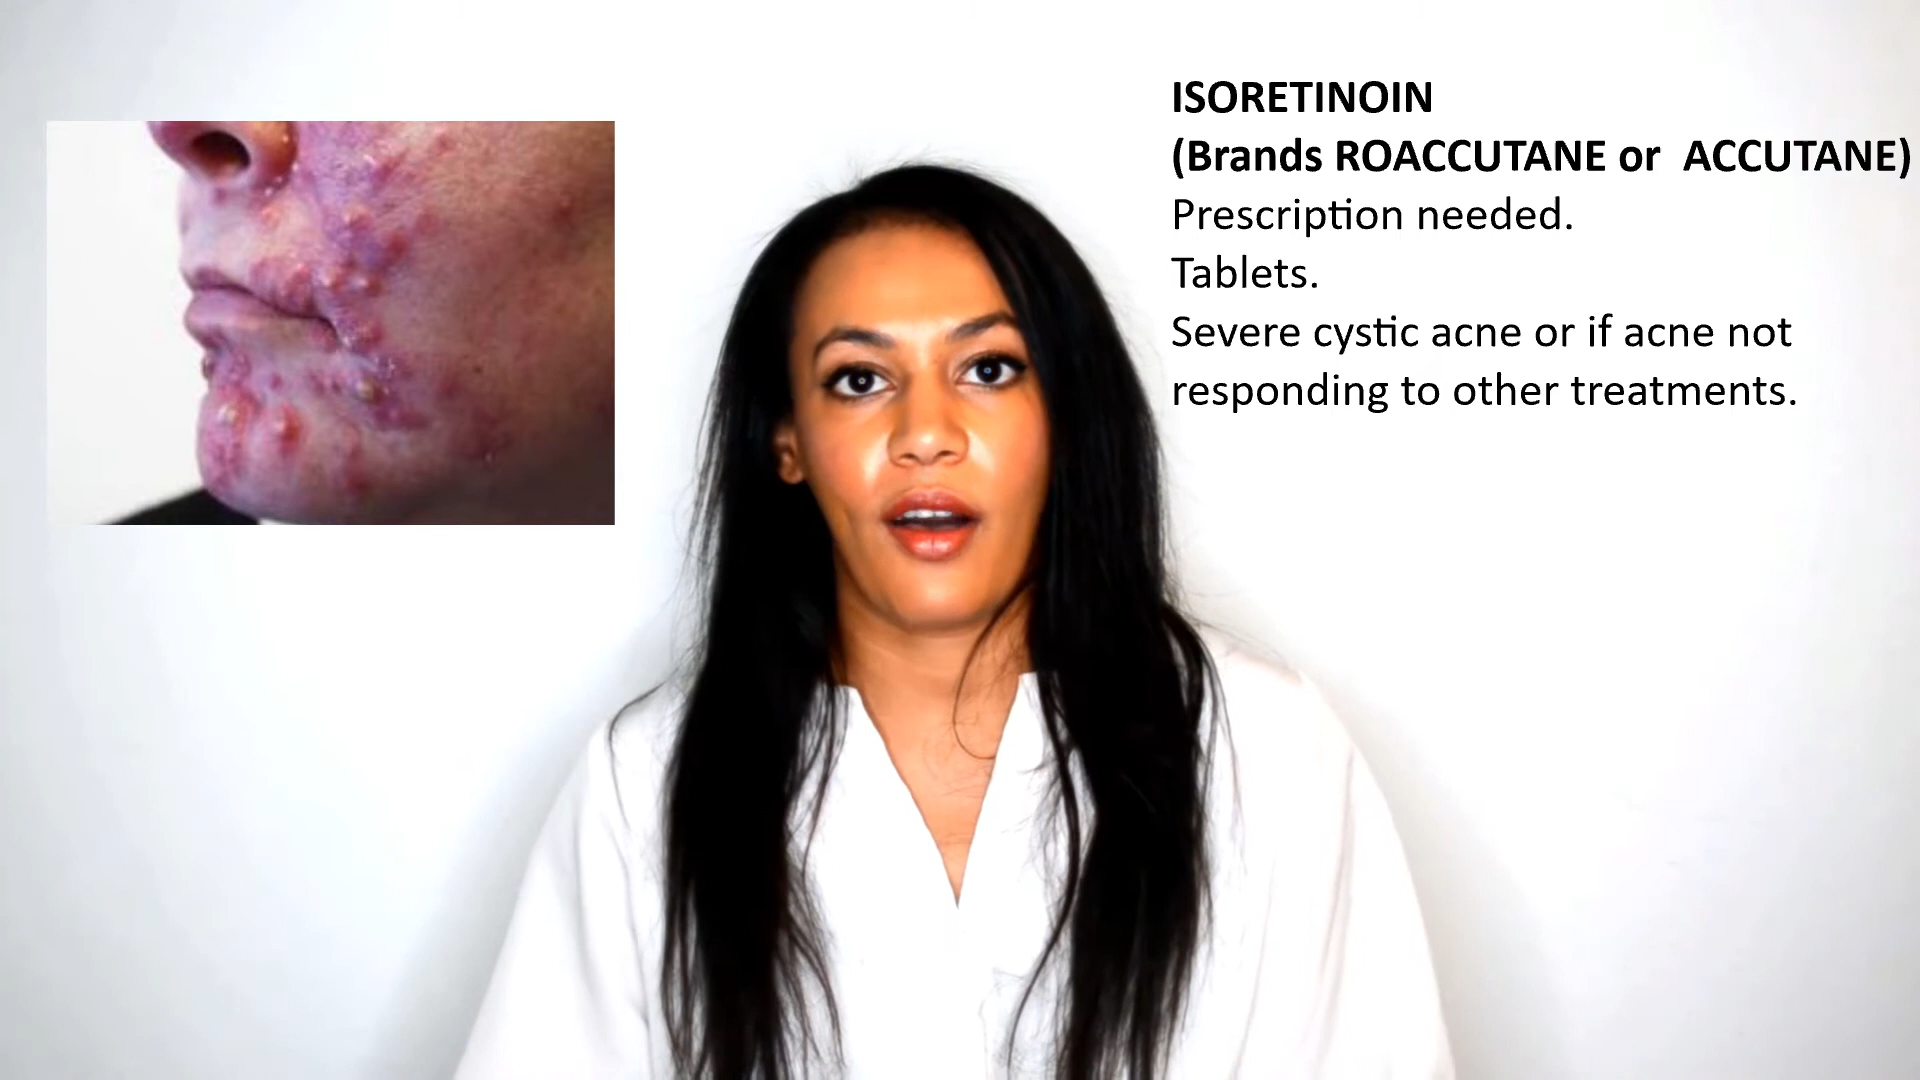 ISORETINOIN
(Brands ROACCUTANE or ACCUTANE)
Prescription needed.
Tablets.
Severe cystic acne or if acne not
responding to other treatments.